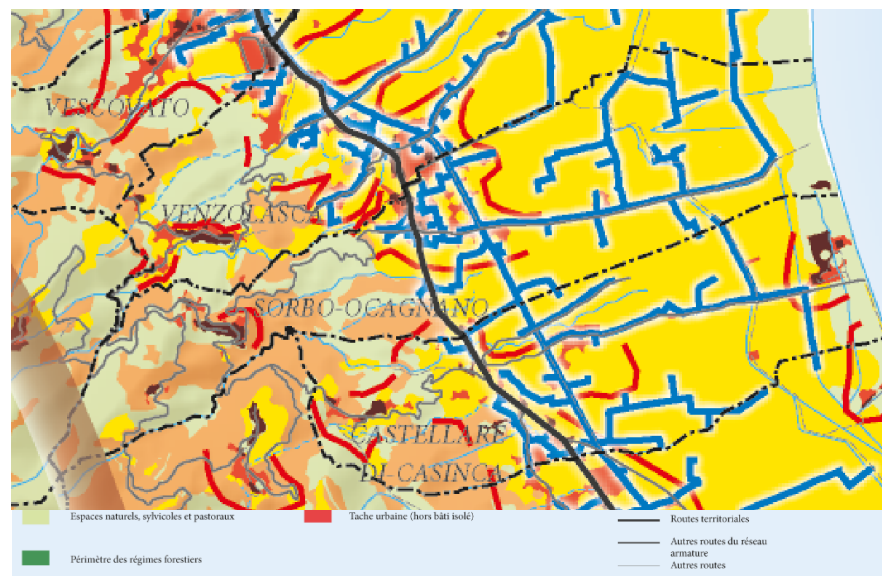 VESCOVATO
VENZOLASCA
SORBO-OCAGNANO
CASTELLARE
DI CASINCA
Espaces naturels, sylvicoles et pastoraux
Tache urbaine (hors bâti isolé)
Routes territoriales
Autres routes du réseau
armature
Périmètre des régimes forestiers
Autres routes